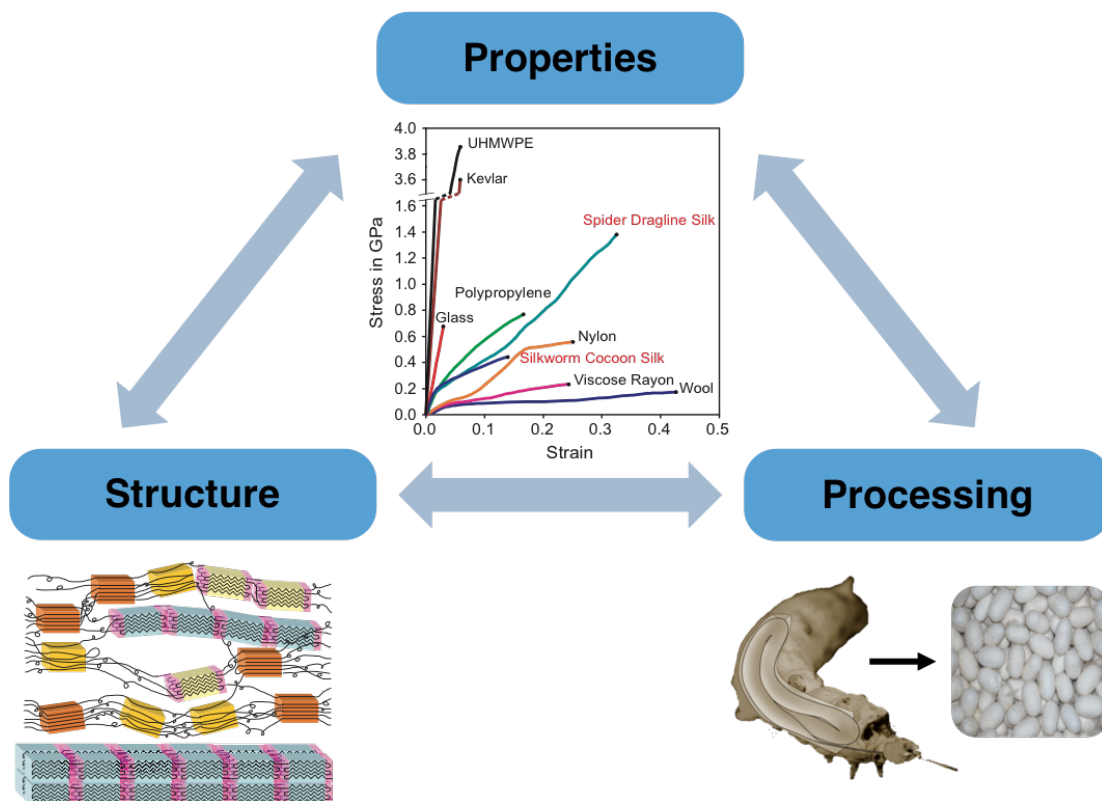 Properties
4.0
3.8
3.6
1.6
1.4
1.2
1.0
0.8
0.6
0.4
0.2
0.0
Stress in GPa
UHMWPE
Kevlar
Spider Dragline Silk
Polypropylene
Glass
Nylon
Silkworm Cocoon Silk
Viscose Rayon
Wool
0.0 0.1 0.2 0.3 0.4 0.5
Strain
Structure
Processing